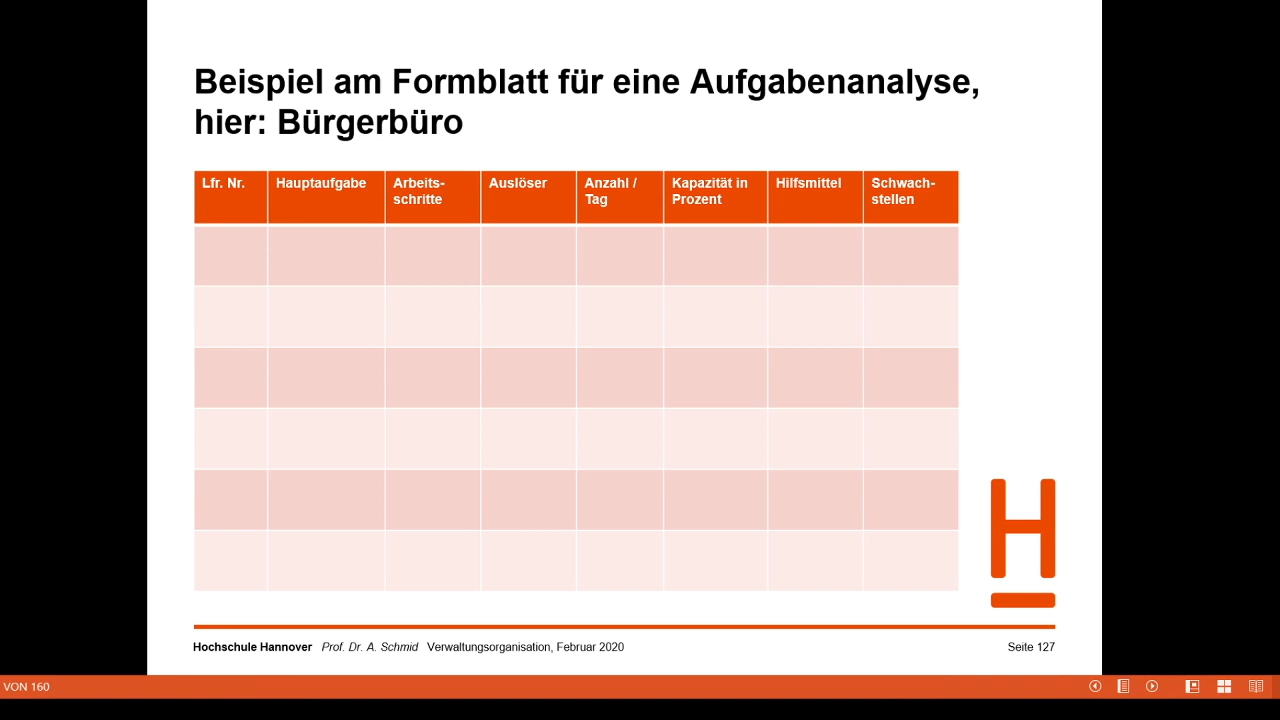 Beispiel am Formblatt für eine Aufgabenanalyse,
hier: Bürgerbüro
Lfr. Nr.
Hauptaufgabe
Arbeits-
schritte
Auslöser
Anzahl /
Tag
Kapazität in
Prozent
Hilfsmittel
Schwach-
stellen
H
Hochschule Hannover Prof. Dr. A. Schmid Verwaltungsorganisation, Februar 2020
Seite 127
VON 160